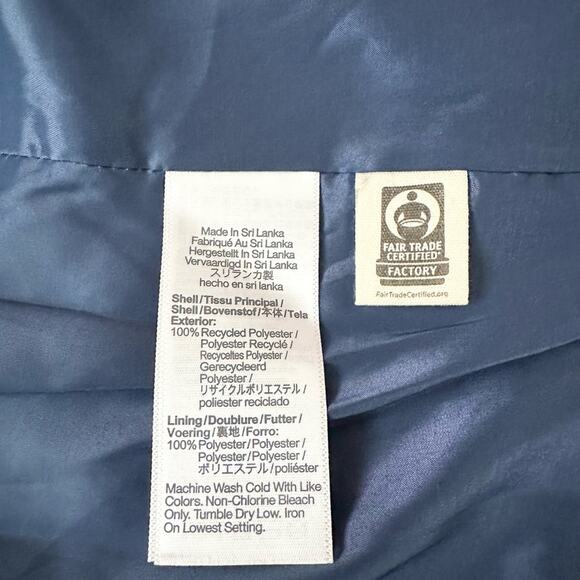 Made In Sri Lanka
Fabriqué Au Sri Lanka
Hergestellt In Sri Lanka
Vervaardigd In Sri Lanka
スリランカ製
hecho en sri lanka
Shell/Tissu Principal/
Shell/Bovenstof/本体/Tela
Exterior:
100% Recycled Polyester/
Polyester Recyclé/
Recyceltes Polyester/
Gerecycleerd
Polyester/
リサイクルポリエステル/
poliester reciclado
Lining/Doublure/Futter/
Voering/裏地/Forro:
100% Polyester/Polyester/
Polyester/Polyester/
ポリエステル/poliéster
Machine Wash Cold With Like
Colors. Non-Chlorine Bleach
Only. Tumble Dry Low. Iron
On Lowest Setting.
FAIR TRADE
CERTIFIED
FACTORY
FairTradeCertified.org